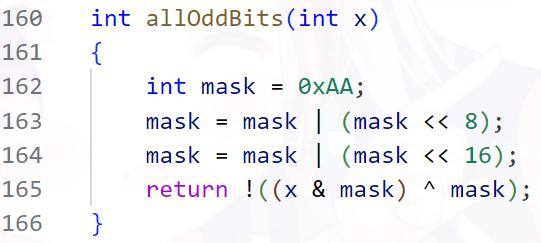 160 int allOddBits(int x)
161 {
162     int mask = 0xAA;
163     mask = mask | (mask << 8);
164     mask = mask | (mask << 16);
165     return !((x & mask) ^ mask);
166 }